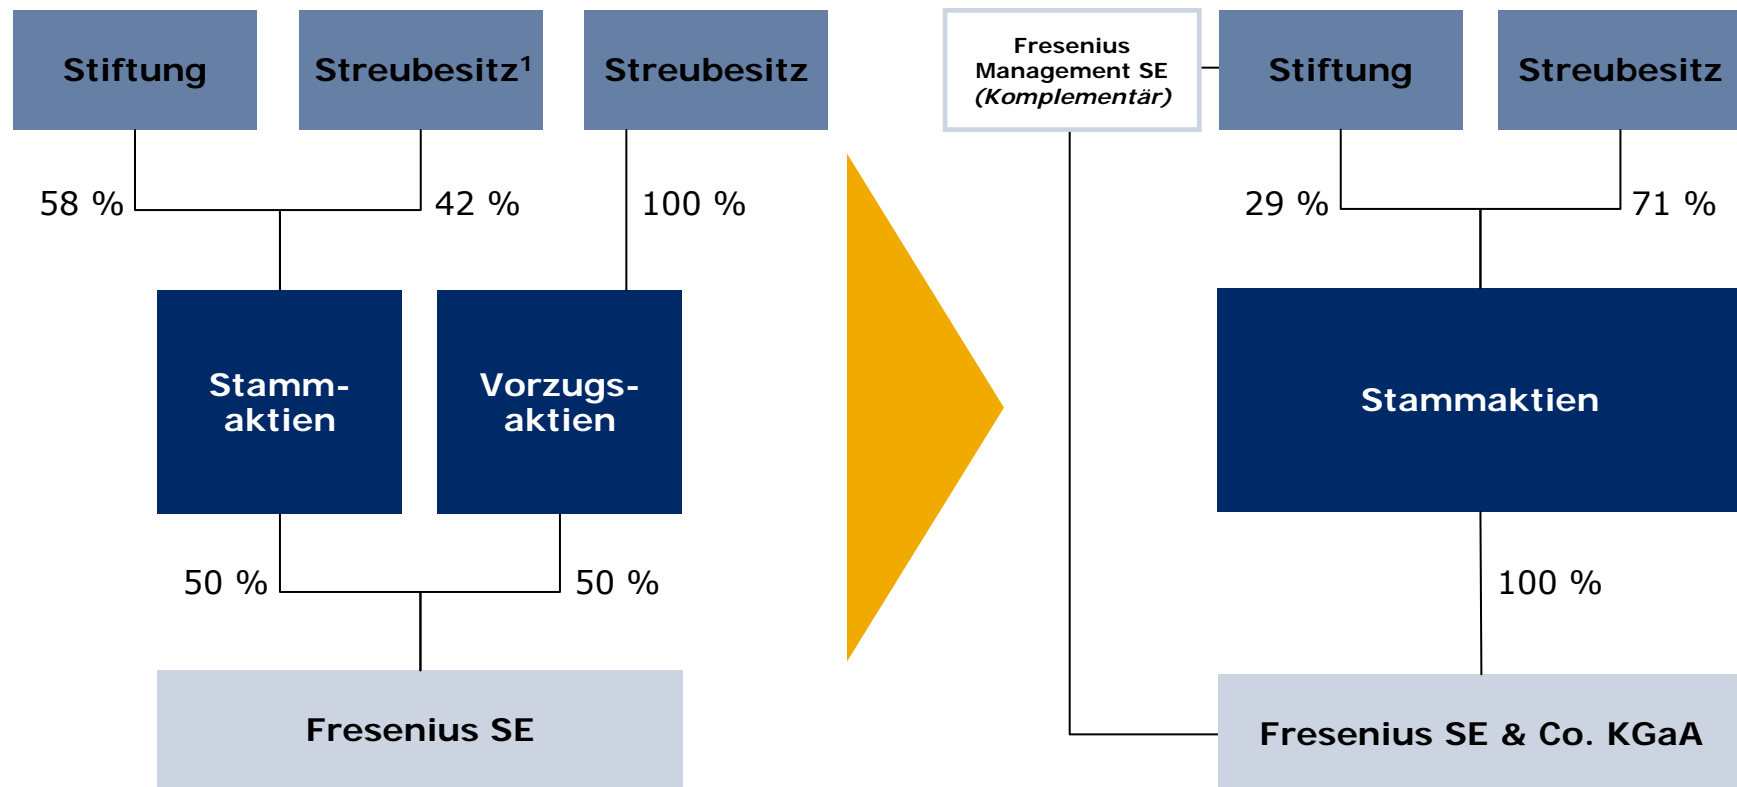 Stiftung
Streubesitz¹
Streubesitz
58 %
42 %
100 %
Stamm-
aktien
Vorzugs-
aktien
50 %
50 %
Fresenius SE
Fresenius
Management SE
(Komplementär)
Stiftung
Streubesitz
29 %
71 %
Stammaktien
100 %
Fresenius SE & Co. KGaA